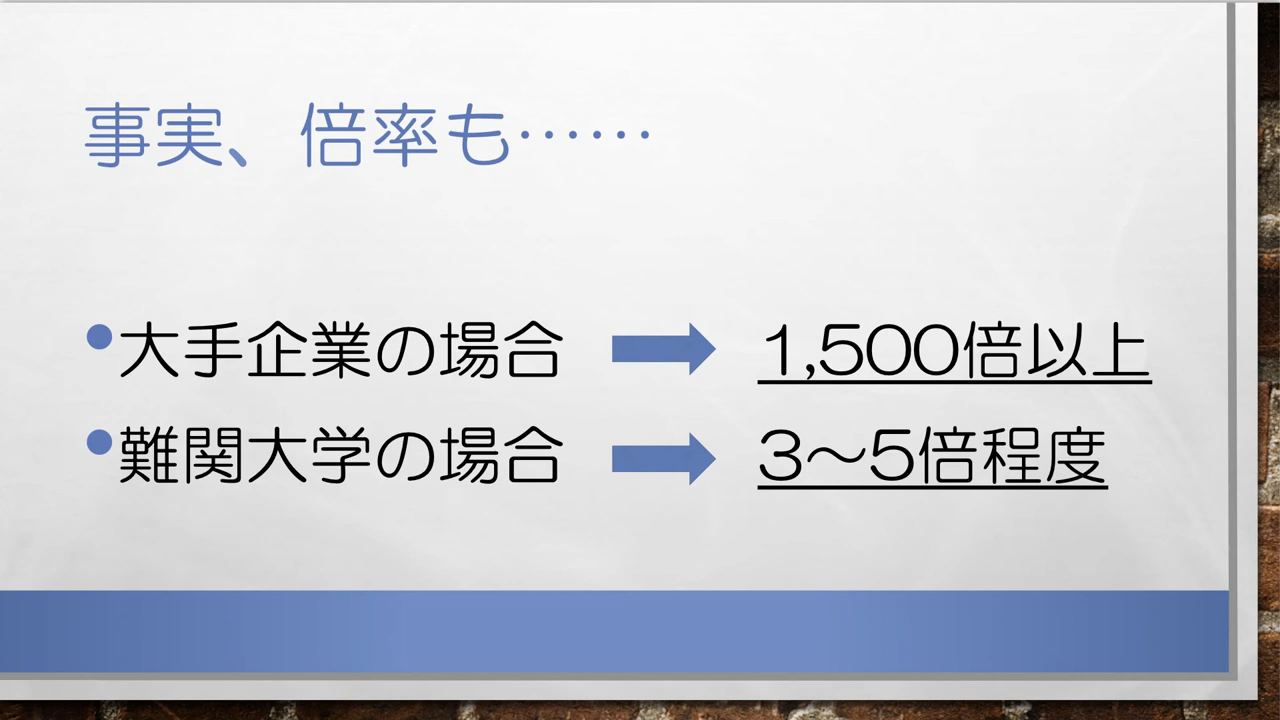 事実、倍率も……
•大手企業の場合 ➡ 1,500倍以上
•難関大学の場合 ➡ 3～5倍程度